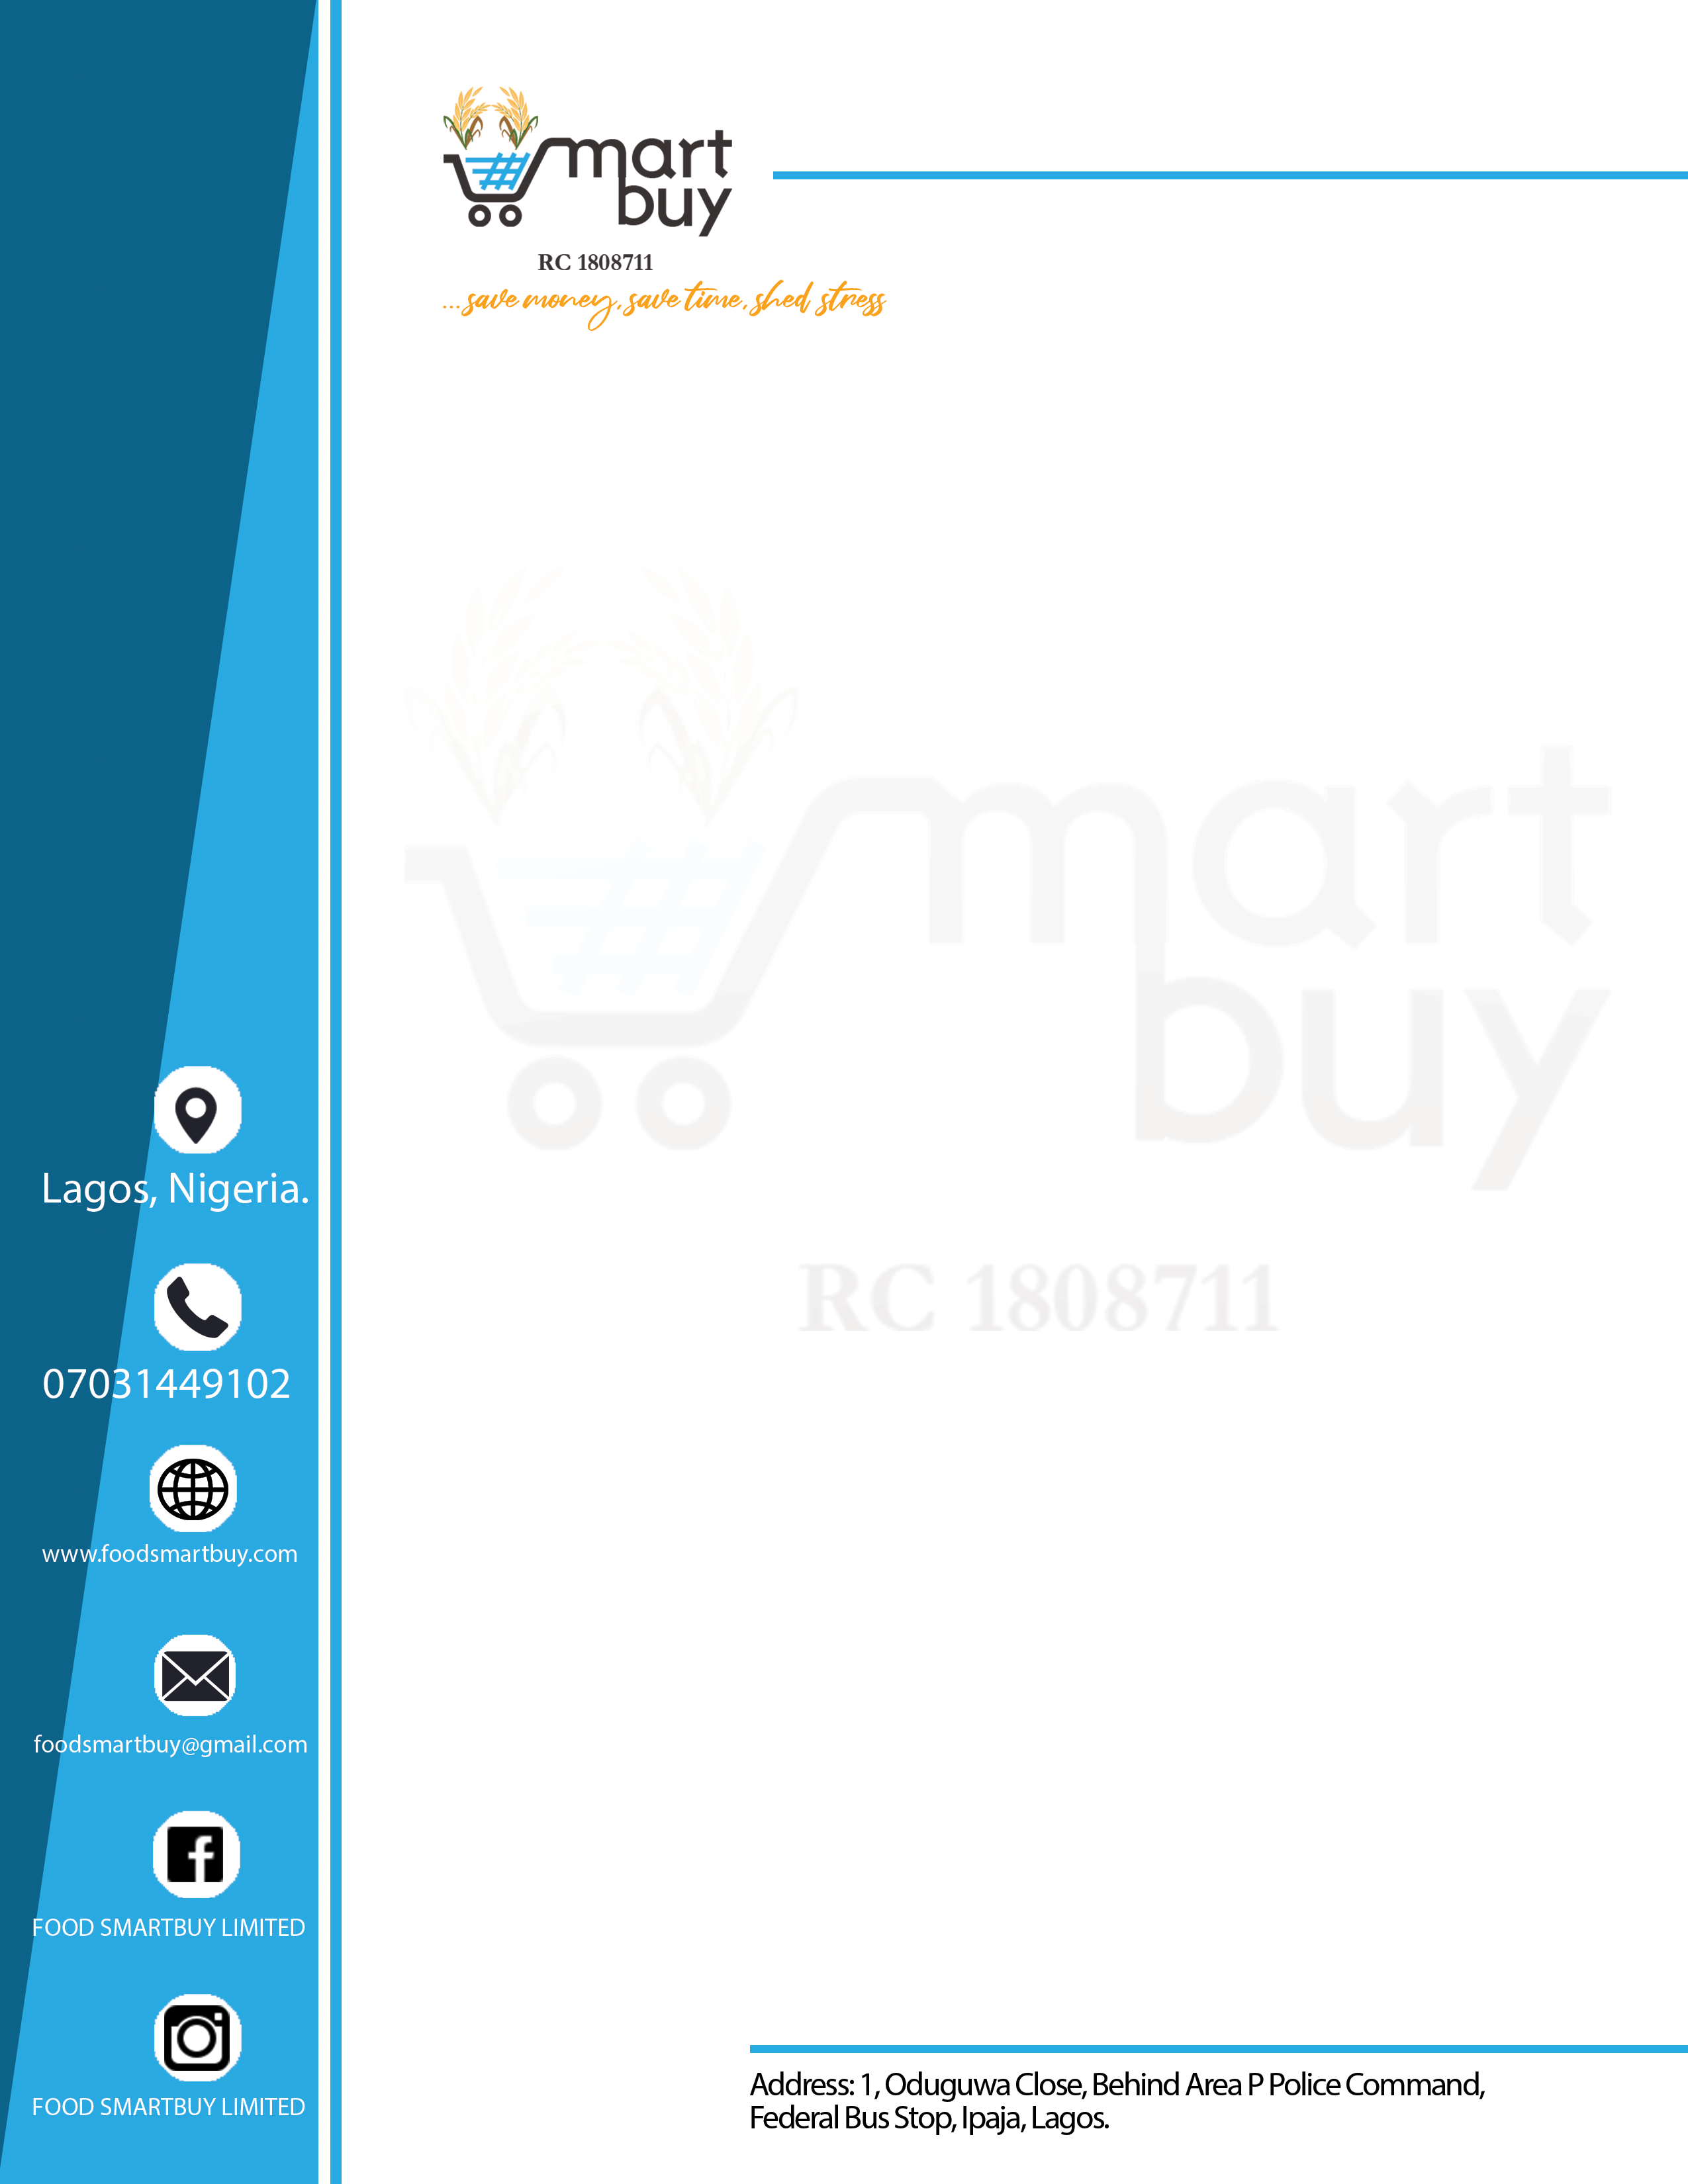 mart
buy
RC 1808711
...save money, save time, shed stress
mart
buy
RC 1808711
Lagos, Nigeria.
07031449102
www.foodsmartbuy.com
foodsmartbuy@gmail.com
FOOD SMARTBUY LIMITED
FOOD SMARTBUY LIMITED
Address: 1, Oduguwa Close, Behind Area P Police Command,
Federal Bus Stop, Ipaja, Lagos.